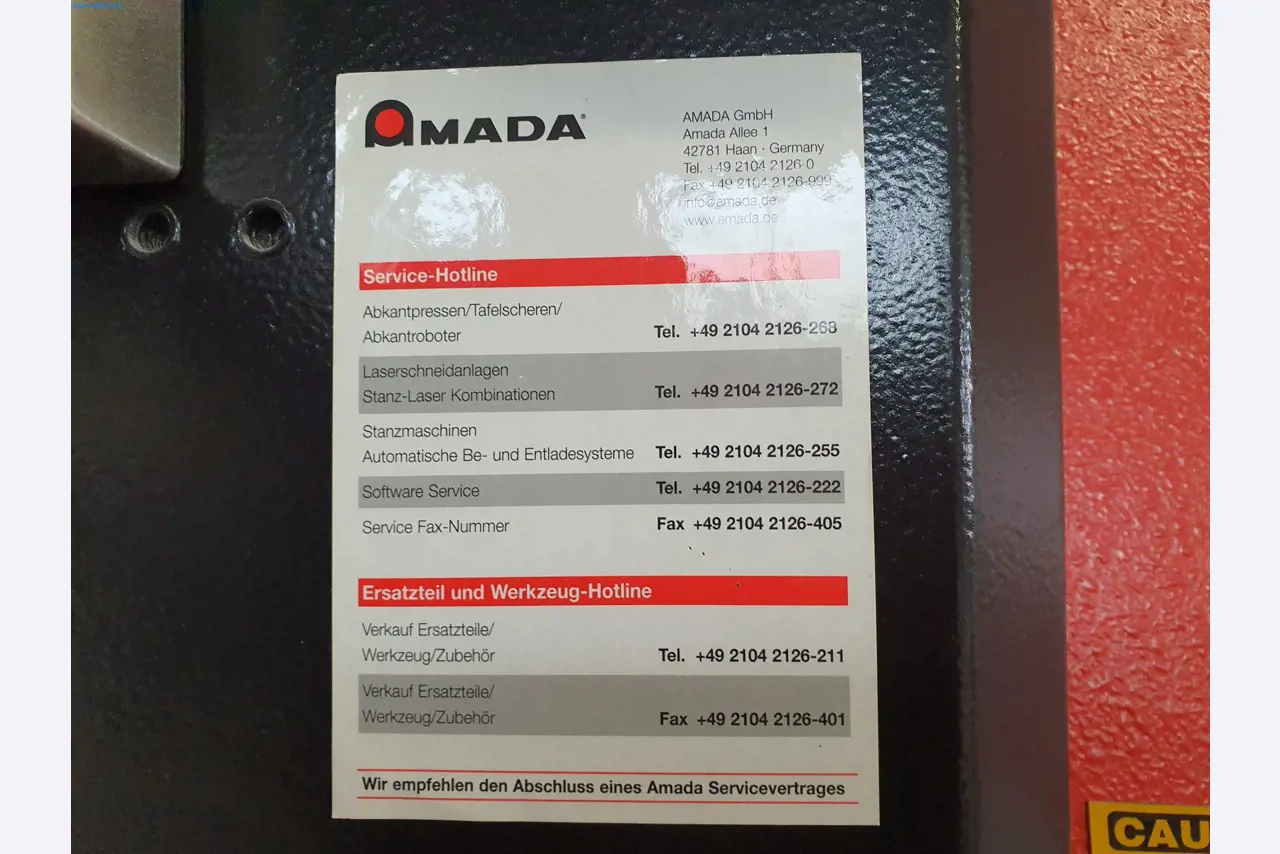 AMADA®
AMADA GmbH
Amada Allee 1
42781 Haan · Germany
Tel. +49 2104 2126-0
Fax +49 2104 2126-999
info@amada.de
www.amada.de
Service-Hotline
Abkantpressen/Tafelscheren/
Abkantroboter Tel. +49 2104 2126-268
Laserschneidanlagen
Stanz-Laser Kombinationen Tel. +49 2104 2126-272
Stanzmaschinen
Automatische Be- und Entladesysteme Tel. +49 2104 2126-255
Software Service Tel. +49 2104 2126-222
Service Fax-Nummer Fax +49 2104 2126-405
Ersatzteil und Werkzeug-Hotline
Verkauf Ersatzteile/
Werkzeug/Zubehör Tel. +49 2104 2126-211
Verkauf Ersatzteile/
Werkzeug/Zubehör Fax +49 2104 2126-401
Wir empfehlen den Abschluss eines Amada Servicevertrages
CAU